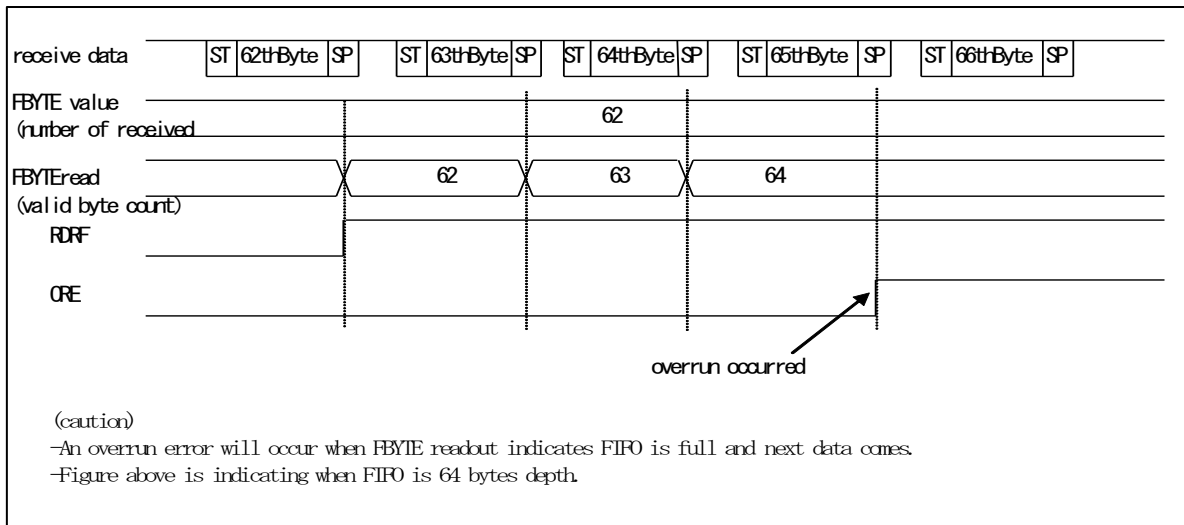 receive data ST 62thByte SP ST 63thByte SP ST 64thByte SP ST 65thByte SP ST 66thByte SP
FBYTE value
(number of received
62
FBYTEread
(valid byte count)
62 63 64
RDRF
ORE
overrun occurred
(caution)
-An overrun error will occur when FBYTE readout indicates FIFO is full and next data comes.
-Figure above is indicating when FIFO is 64 bytes depth.